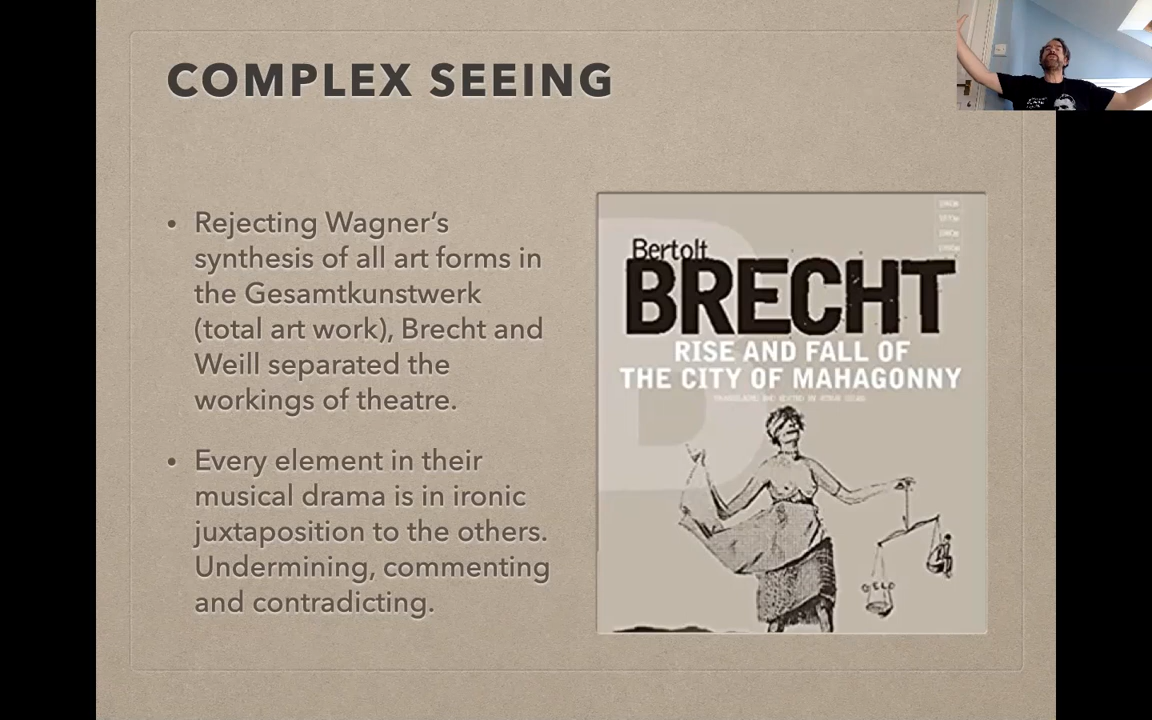 COMPLEX SEEING
• Rejecting Wagner's
synthesis of all art forms in
the Gesamtkunstwerk
(total art work), Brecht and
Weill separated the
workings of theatre.
• Every element in their
musical drama is in ironic
juxtaposition to the others.
Undermining, commenting
and contradicting.
Bertolt
BRECHT
RISE AND FALL OF
THE CITY OF MAHAGONNY
GELD